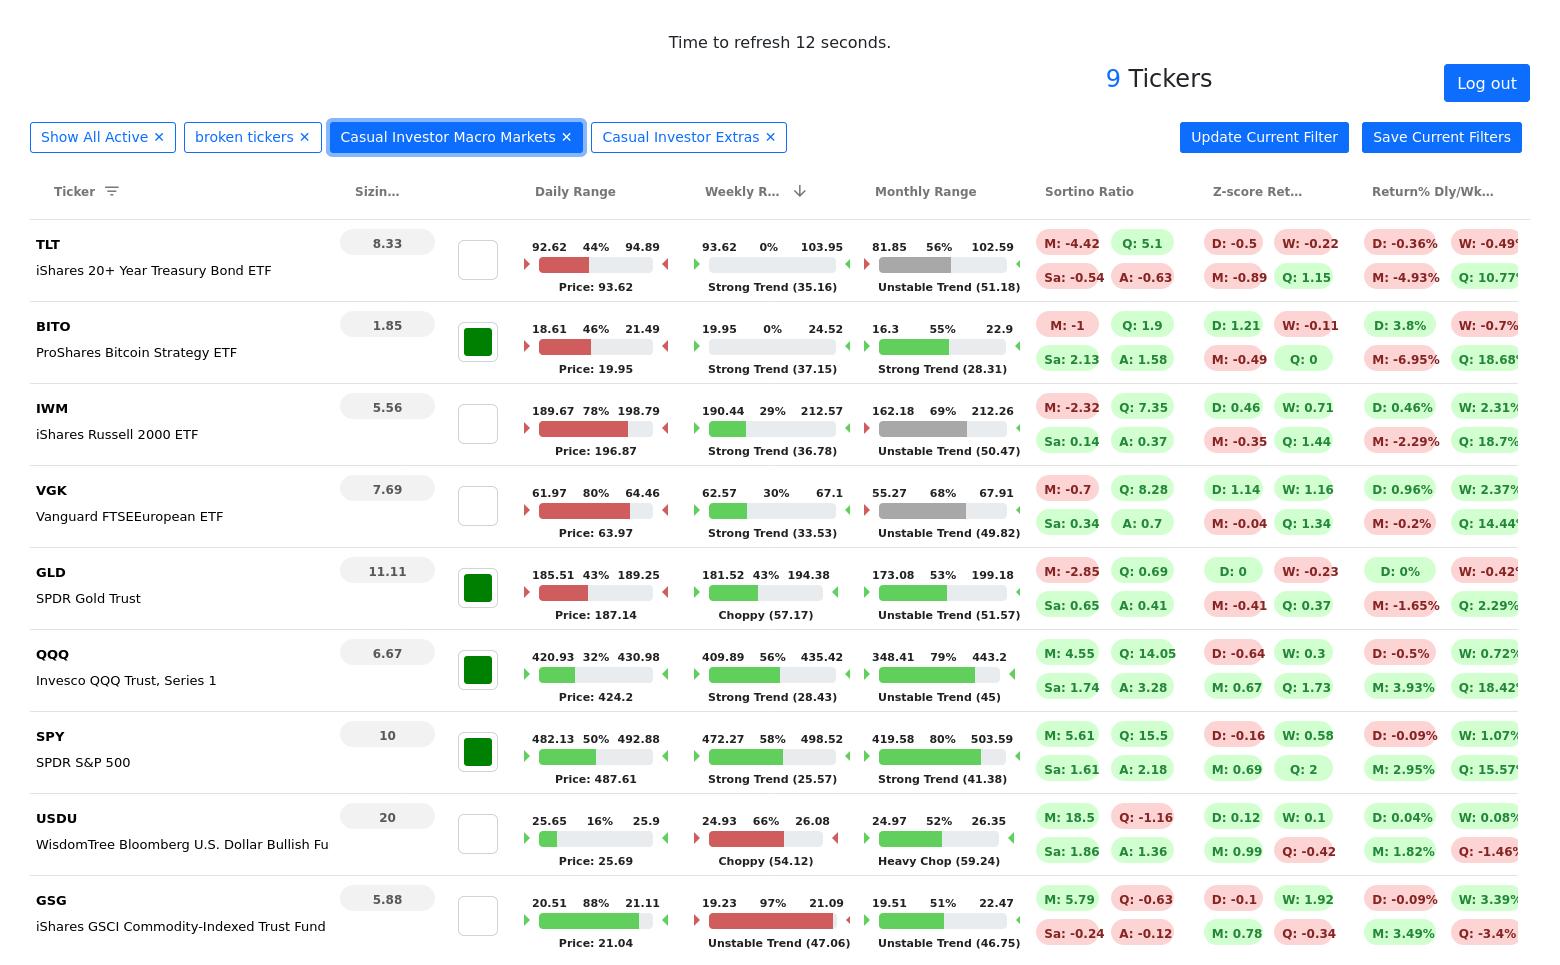 Time to refresh 12 seconds.
9 Tickers
Log out
Show All Active ✕ broken tickers ✕ Casual Investor Macro Markets ✕ Casual Investor Extras ✕ Update Current Filter Save Current Filters
Ticker Sizin... Daily Range Weekly R... Monthly Range Sortino Ratio Z-score Ret... Return% Dly/Wk...
TLT 8.33 92.62 44% 94.89 93.62 0% 103.95 81.85 56% 102.59 M: -4.42 Q: 5.1 D: -0.5 W: -0.22 D: -0.36% W: -0.49%
iShares 20+ Year Treasury Bond ETF Price: 93.62 Strong Trend (35.16) Unstable Trend (51.18) Sa: -0.54 A: -0.63 M: -0.89 Q: 1.15 M: -4.93% Q: 10.77%
BITO 1.85 18.61 46% 21.49 19.95 0% 24.52 16.3 55% 22.9 M: -1 Q: 1.9 D: 1.21 W: -0.11 D: 3.8% W: -0.7%
ProShares Bitcoin Strategy ETF Price: 19.95 Strong Trend (37.15) Strong Trend (28.31) Sa: 2.13 A: 1.58 M: -0.49 Q: 0 M: -6.95% Q: 18.68%
IWM 5.56 189.67 78% 198.79 190.44 29% 212.57 162.18 69% 212.26 M: -2.32 Q: 7.35 D: 0.46 W: 0.71 D: 0.46% W: 2.31%
iShares Russell 2000 ETF Price: 196.87 Strong Trend (36.78) Unstable Trend (50.47) Sa: 0.14 A: 0.37 M: -0.35 Q: 1.44 M: -2.29% Q: 18.7%
VGK 7.69 61.97 80% 64.46 62.57 30% 67.1 55.27 68% 67.91 M: -0.7 Q: 8.28 D: 1.14 W: 1.16 D: 0.96% W: 2.37%
Vanguard FTSEEuropean ETF Price: 63.97 Strong Trend (33.53) Unstable Trend (49.82) Sa: 0.34 A: 0.7 M: -0.04 Q: 1.34 M: -0.2% Q: 14.44%
GLD 11.11 185.51 43% 189.25 181.52 43% 194.38 173.08 53% 199.18 M: -2.85 Q: 0.69 D: 0 W: -0.23 D: 0% W: -0.42%
SPDR Gold Trust Price: 187.14 Choppy (57.17) Unstable Trend (51.57) Sa: 0.65 A: 0.41 M: -0.41 Q: 0.37 M: -1.65% Q: 2.29%
QQQ 6.67 420.93 32% 430.98 409.89 56% 435.42 348.41 79% 443.2 M: 4.55 Q: 14.05 D: -0.64 W: 0.3 D: -0.5% W: 0.72%
Invesco QQQ Trust, Series 1 Price: 424.2 Strong Trend (28.43) Unstable Trend (45) Sa: 1.74 A: 3.28 M: 0.67 Q: 1.73 M: 3.93% Q: 18.42%
SPY 10 482.13 50% 492.88 472.27 58% 498.52 419.58 80% 503.59 M: 5.61 Q: 15.5 D: -0.16 W: 0.58 D: -0.09% W: 1.07%
SPDR S&P 500 Price: 487.61 Strong Trend (25.57) Strong Trend (41.38) Sa: 1.61 A: 2.18 M: 0.69 Q: 2 M: 2.95% Q: 15.57%
USDU 20 25.65 16% 25.9 24.93 66% 26.08 24.97 52% 26.35 M: 18.5 Q: -1.16 D: 0.12 W: 0.1 D: 0.04% W: 0.08%
WisdomTree Bloomberg U.S. Dollar Bullish Fu Price: 25.69 Choppy (54.12) Heavy Chop (59.24) Sa: 1.86 A: 1.36 M: 0.99 Q: -0.42 M: 1.82% Q: -1.46%
GSG 5.88 20.51 88% 21.11 19.23 97% 21.09 19.51 51% 22.47 M: 5.79 Q: -0.63 D: -0.1 W: 1.92 D: -0.09% W: 3.39%
iShares GSCI Commodity-Indexed Trust Fund Price: 21.04 Unstable Trend (47.06) Unstable Trend (46.75) Sa: -0.24 A: -0.12 M: 0.78 Q: -0.34 M: 3.49% Q: -3.4%